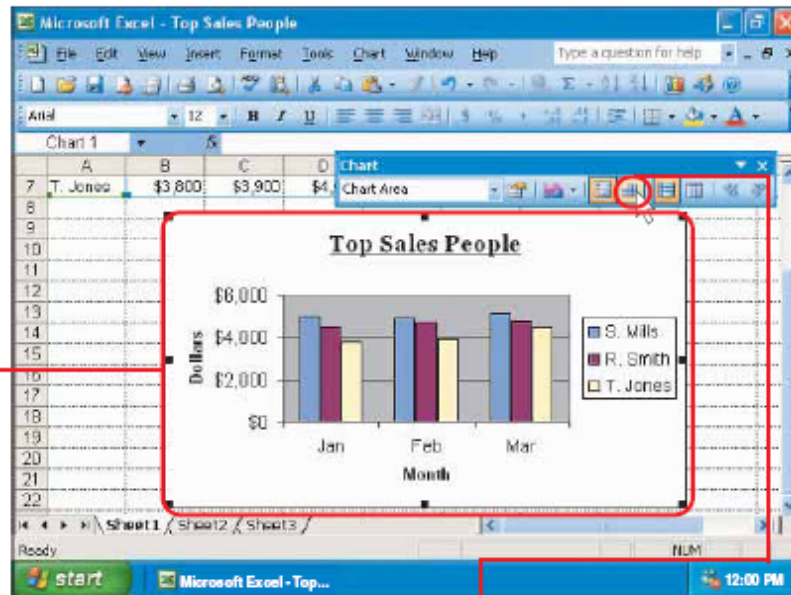 Microsoft Excel - Top Sales People
File Edit View Insert Format Tools Chart Window Help Type a question for help
Arial 12 B I U $ % ,
Chart 1 fx
A B C D Chart
7 T. Jones $3,800 $3,900 $4, Chart Area
8
9
10
11
12
13
14
15
16
17
18
19
20
21
22
Top Sales People
$6,000
$4,000
$2,000
$0
Dollars
Jan Feb Mar
Month
S. Mills
R. Smith
T. Jones
Sheet1 / Sheet2 / Sheet3 /
Ready NUM
start Microsoft Excel - Top... 12:00 PM